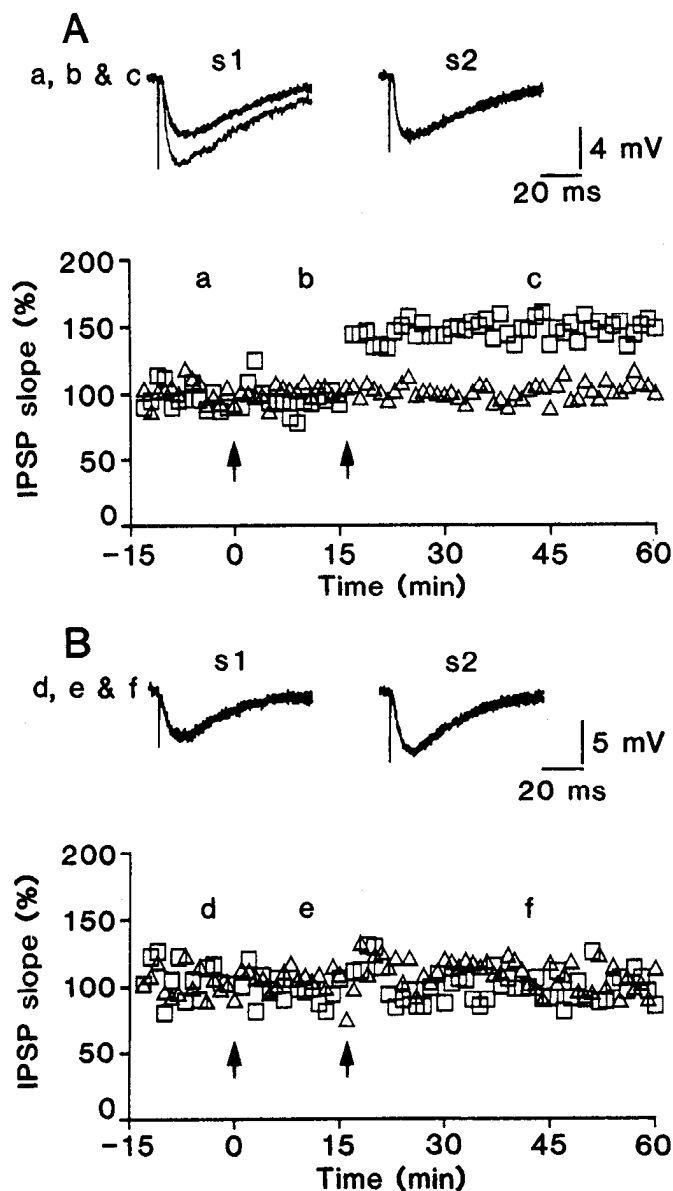 A
s1 s2
a, b & c
4 mV
20 ms
200
a b c
150
100
50
0
IPSP slope (%)
−15 0 15 30 45 60
Time (min)
B
s1 s2
d, e & f
5 mV
20 ms
200
d e f
150
100
50
0
IPSP slope (%)
−15 0 15 30 45 60
Time (min)